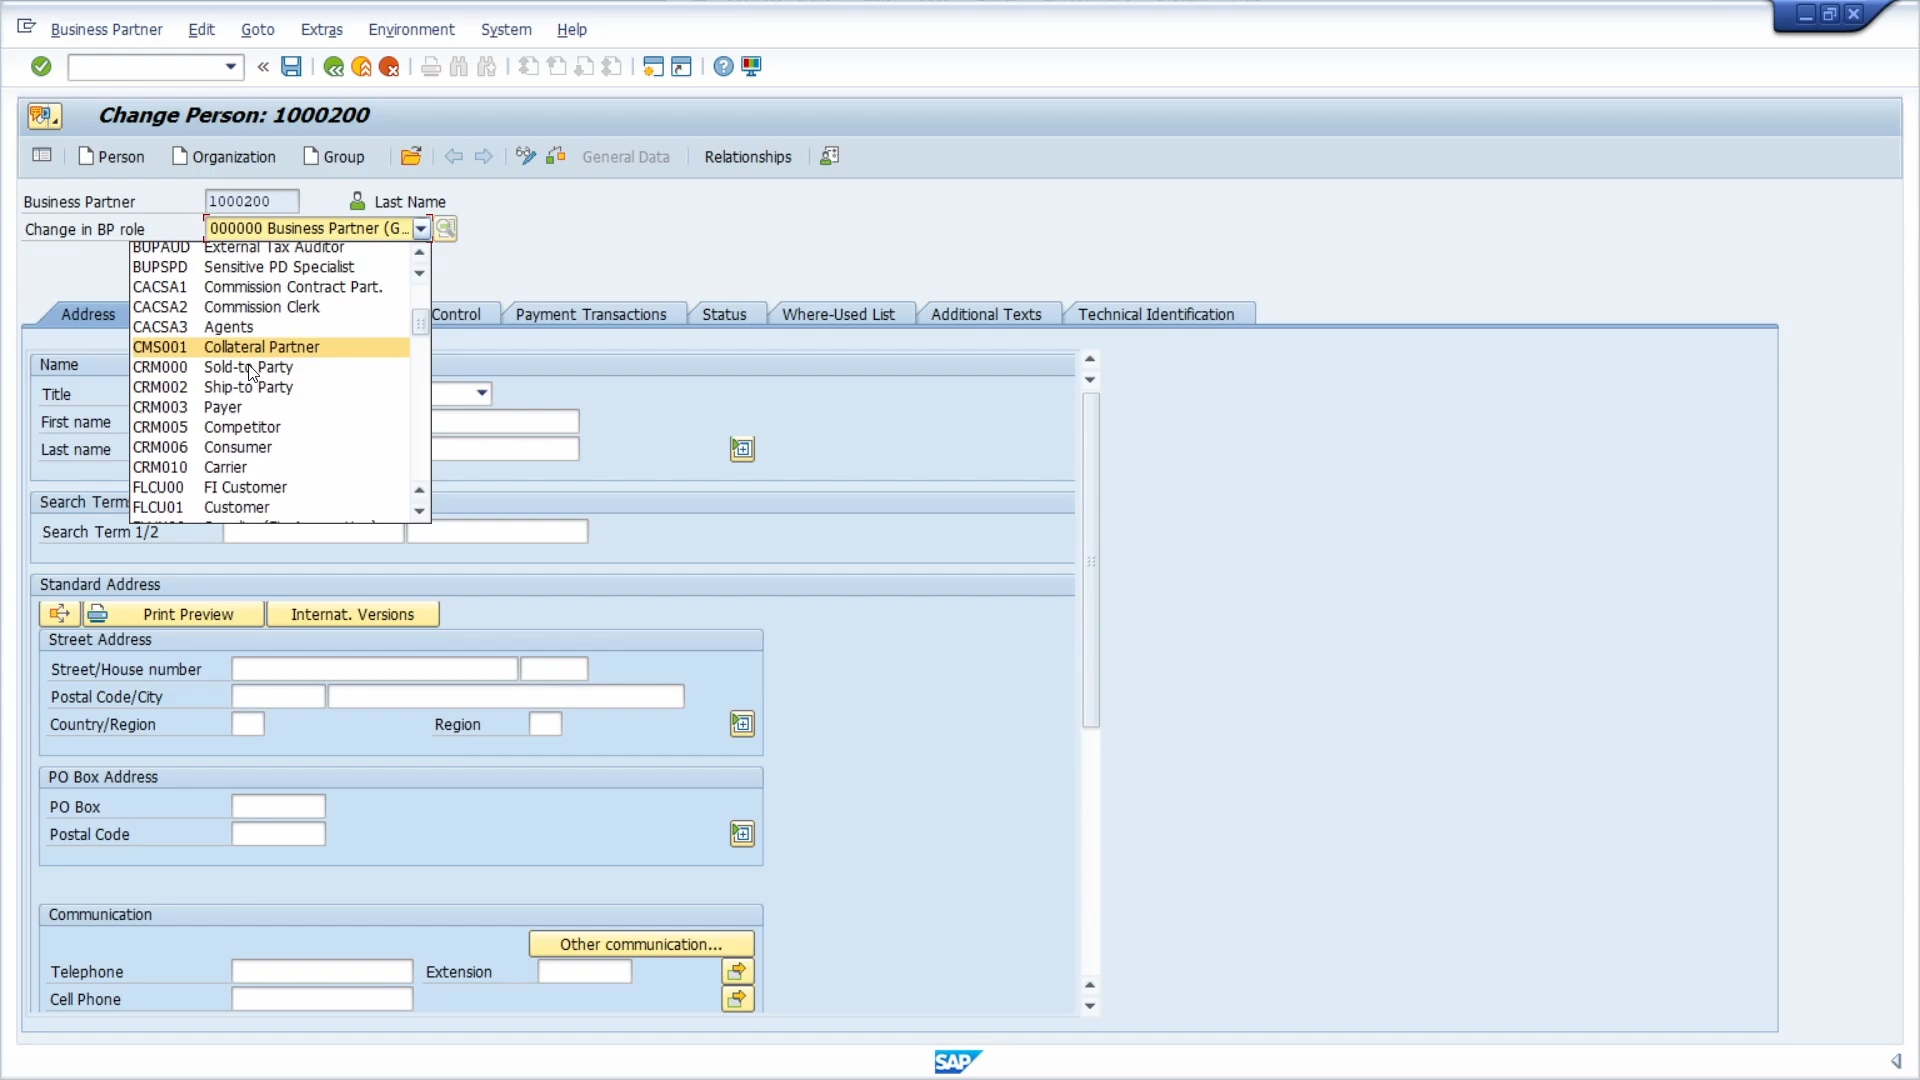 Business Partner Edit Goto Extras Environment System Help
Change Person: 1000200
Person Organization Group General Data Relationships
Business Partner 1000200 Last Name
Change in BP role 000000 Business Partner (G...
BUPAUD External Tax Auditor
BUPSPD Sensitive PD Specialist
CACSA1 Commission Contract Part.
CACSA2 Commission Clerk
CACSA3 Agents
CMS001 Collateral Partner
CRM000 Sold-to Party
CRM002 Ship-to Party
CRM003 Payer
CRM005 Competitor
CRM006 Consumer
CRM010 Carrier
FLCU00 FI Customer
FLCU01 Customer
Address Control Payment Transactions Status Where-Used List Additional Texts Technical Identification
Name
Title
First name
Last name
Search Term
Search Term 1/2
Standard Address
Print Preview Internat. Versions
Street Address
Street/House number
Postal Code/City
Country/Region Region
PO Box Address
PO Box
Postal Code
Communication
Other communication...
Telephone Extension
Cell Phone
SAP